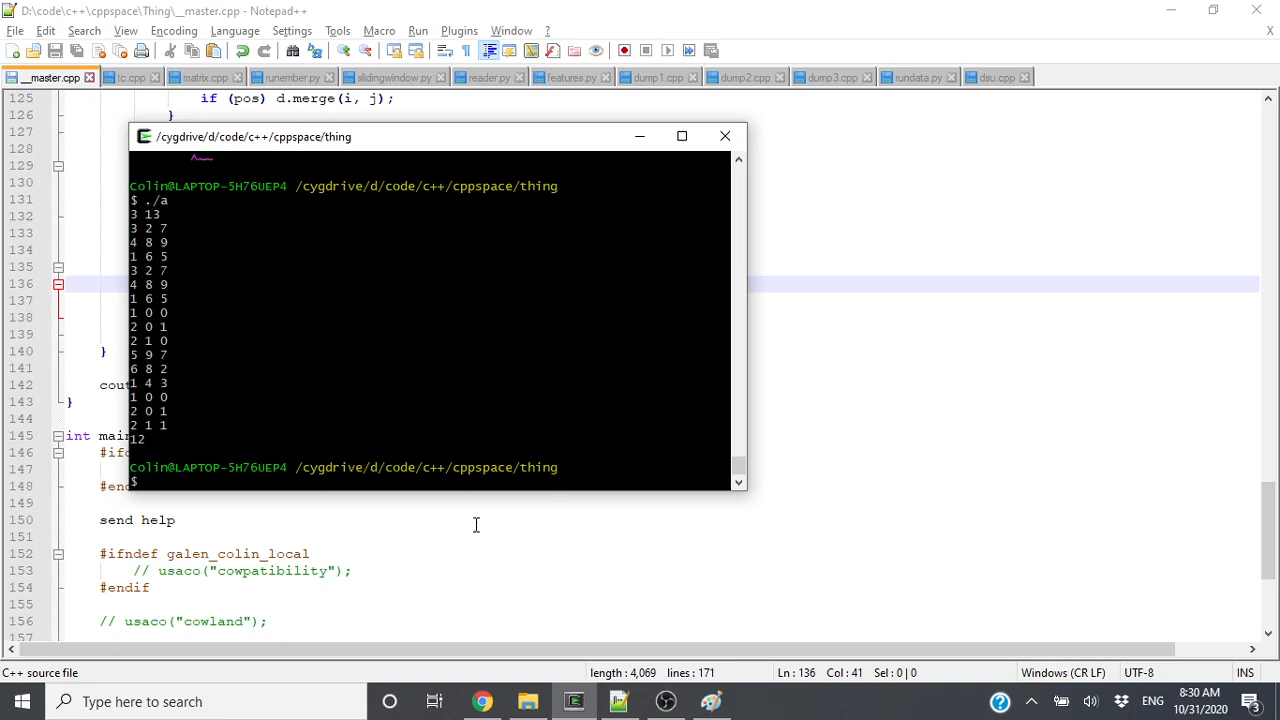 D:\code\c++\cppspace\Thing\__master.cpp - Notepad++
File Edit Search View Encoding Language Settings Tools Macro Run Plugins Window ? X
__master.cpp tc.cpp matrix.cpp runember.py slidingwindow.py reader.py features.py dump1.cpp dump2.cpp dump3.cpp rundata.py dsu.cpp
125 if (pos) d.merge(i, j);
126 }
127
128
129
130
131
132
133
134
135
136
137
138
139
140 }
141
142 cou
143 }
144
145 int mai
146 #if
147
148 #en
149
150 send help
151
152 #ifndef galen_colin_local
153 // usaco("cowpatibility");
154 #endif
155
156 // usaco("cowland");
157
/cygdrive/d/code/c++/cppspace/thing
^~~
Colin@LAPTOP-5H76UEP4 /cygdrive/d/code/c++/cppspace/thing
$ ./a
3 13
3 2 7
4 8 9
1 6 5
3 2 7
4 8 9
1 6 5
1 0 0
2 0 1
2 1 0
5 9 7
6 8 2
1 4 3
1 0 0
2 0 1
2 1 1
12
Colin@LAPTOP-5H76UEP4 /cygdrive/d/code/c++/cppspace/thing
$
C++ source file length : 4,069 lines : 171 Ln : 136 Col : 41 Sel : 0 | 0 Windows (CR LF) UTF-8 INS
Type here to search
ENG
8:30 AM
10/31/2020
3